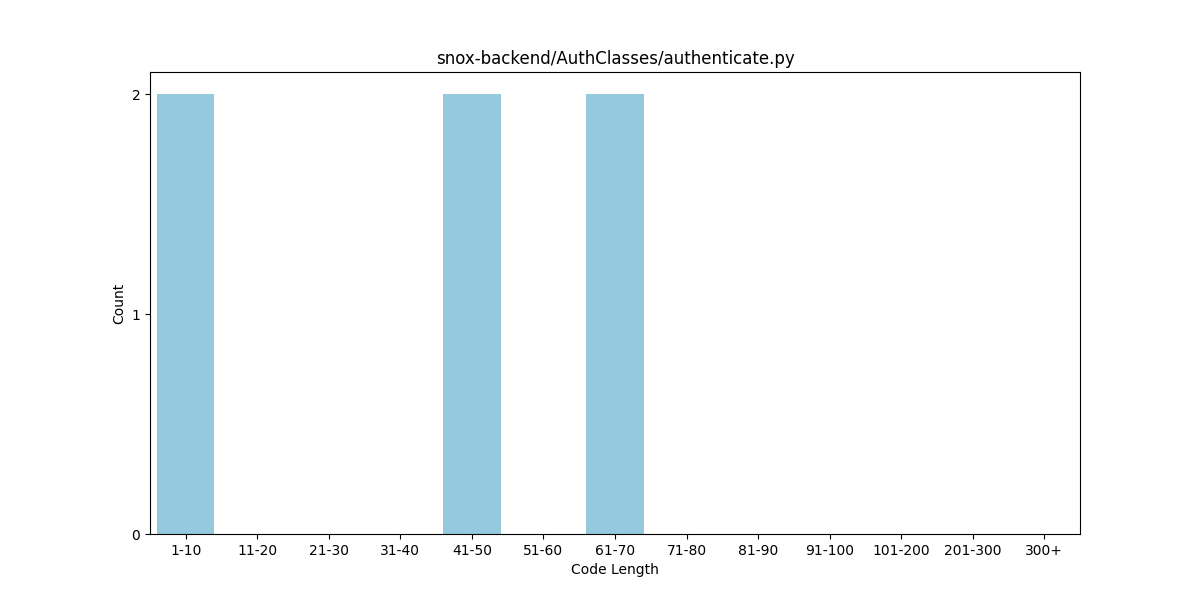 snox-backend/AuthClasses/authenticate.py
2
1
0
Count
1-10 11-20 21-30 31-40 41-50 51-60 61-70 71-80 81-90 91-100 101-200 201-300 300+
Code Length